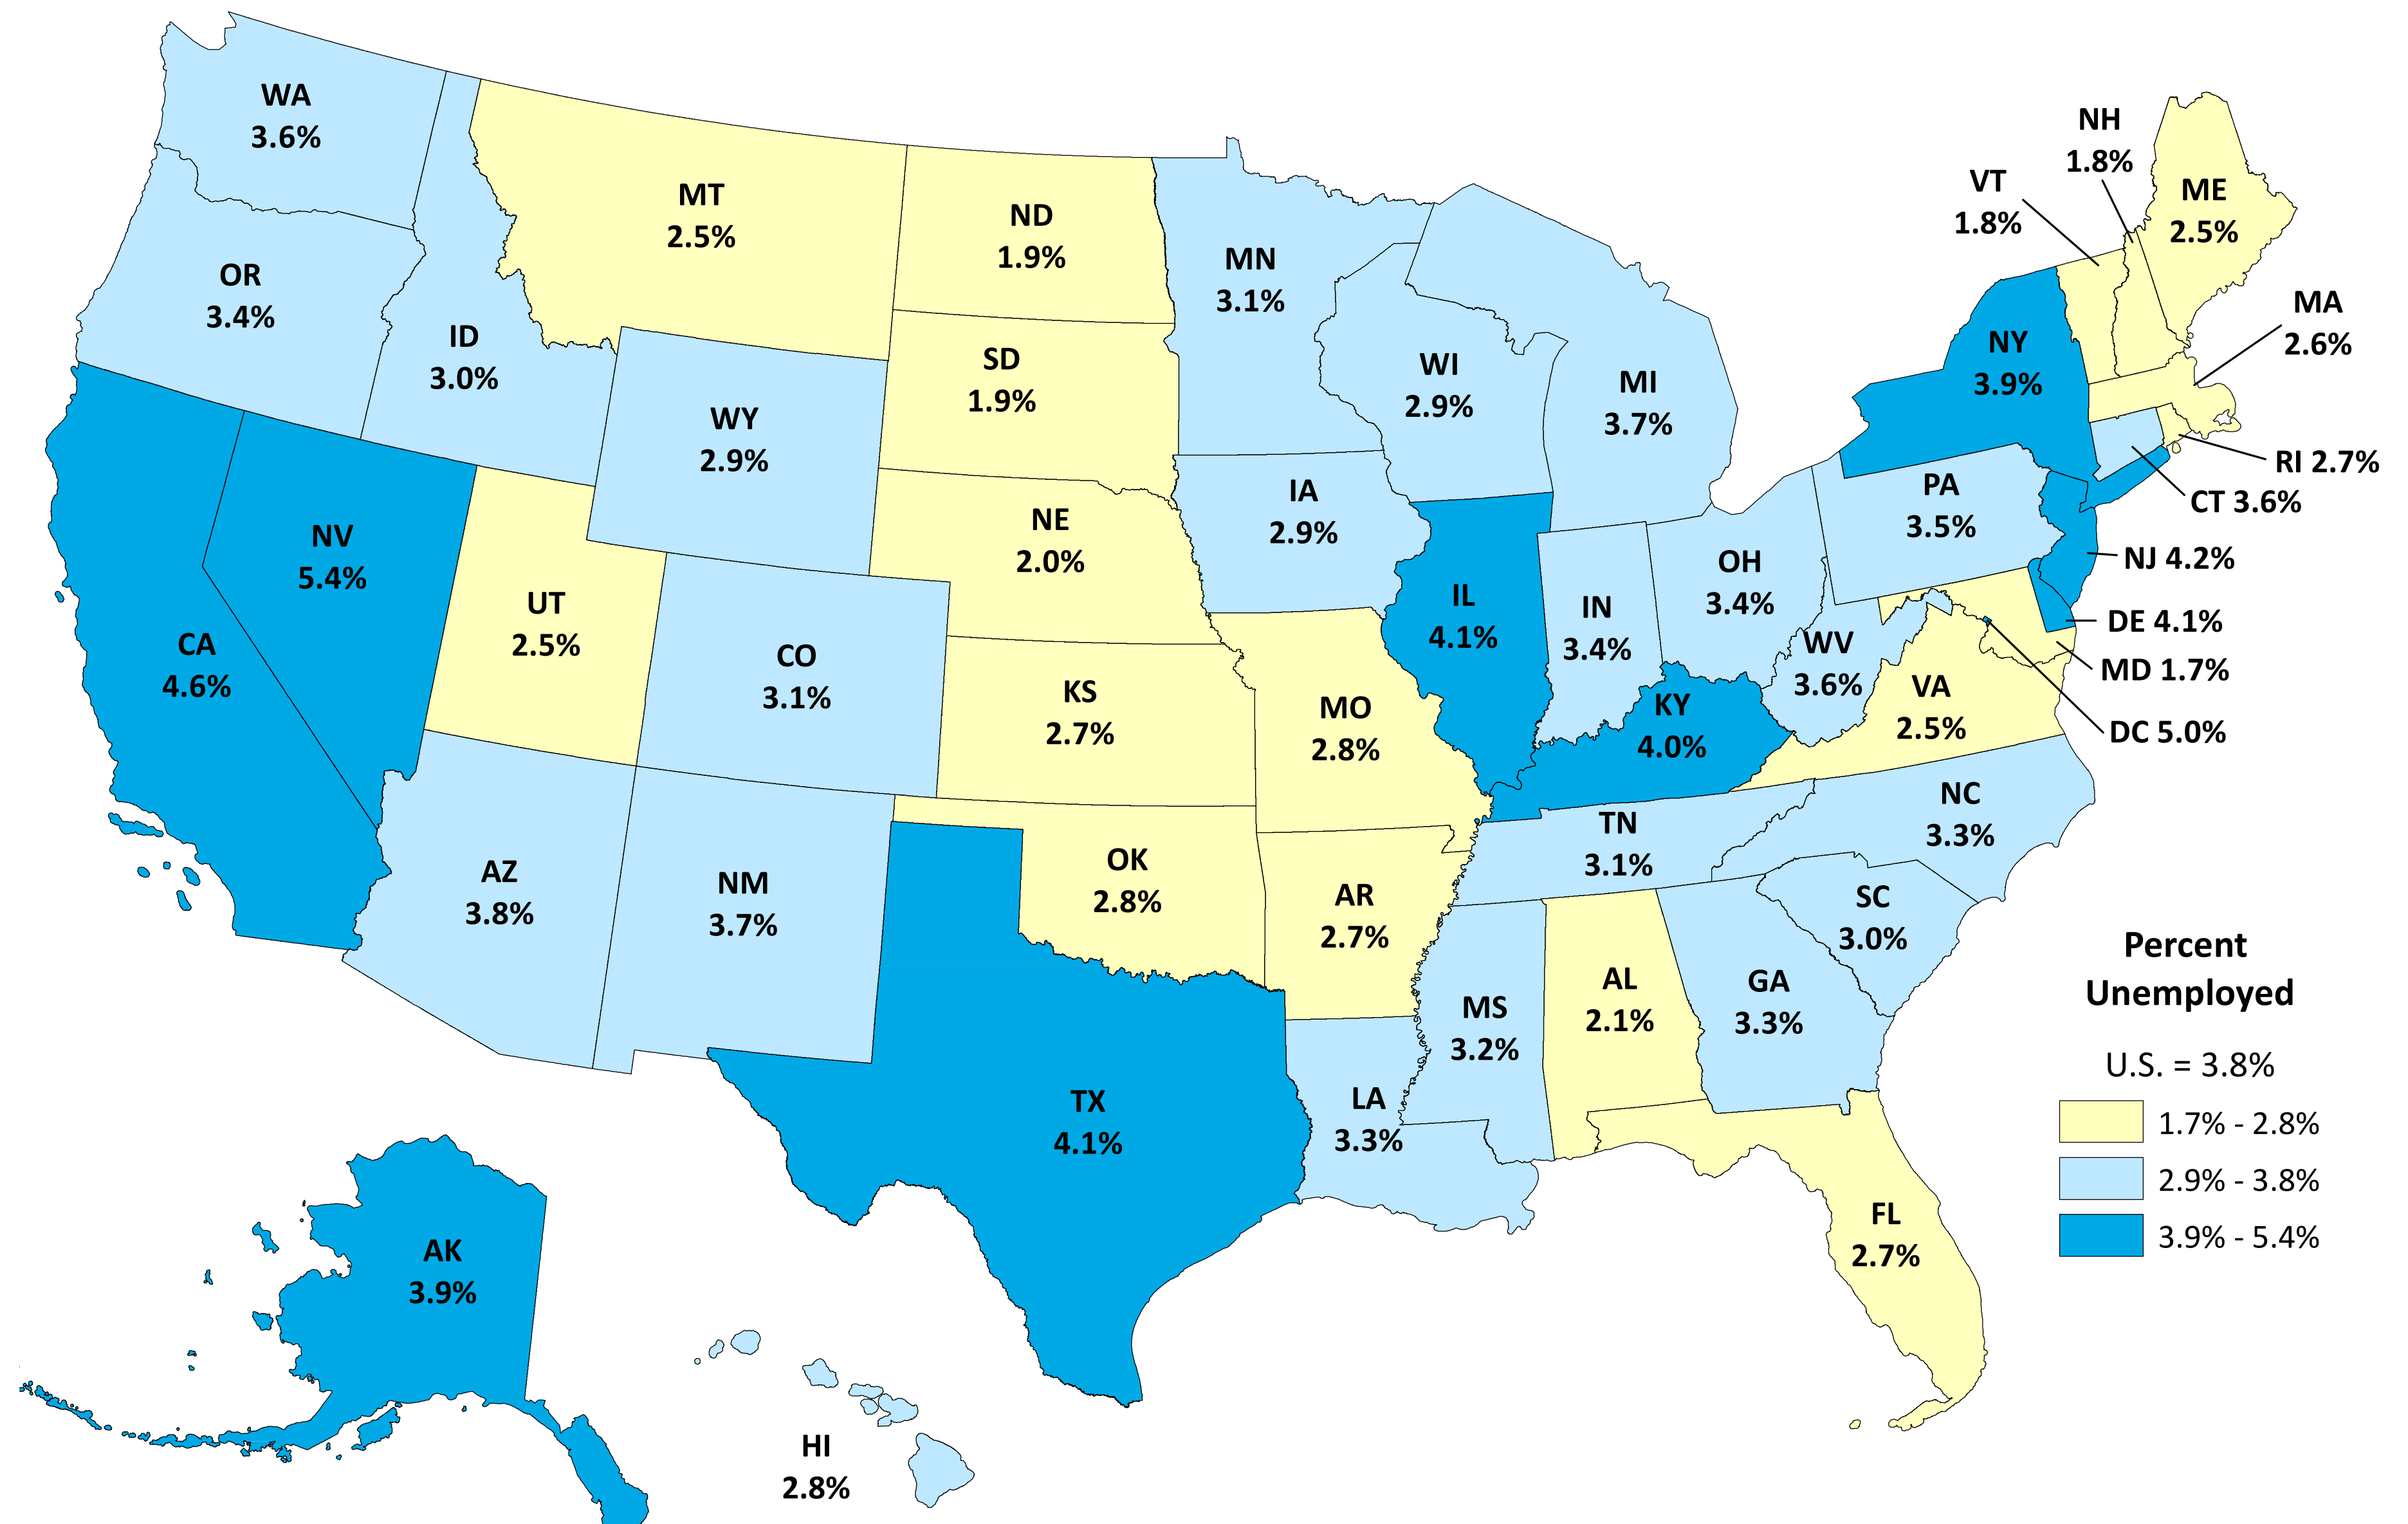 WA
3.6%
OR
3.4%
ID
3.0%
MT
2.5%
ND
1.9%
MN
3.1%
SD
1.9%
WY
2.9%
WI
2.9%
MI
3.7%
NH
1.8%
VT
1.8%
ME
2.5%
MA
2.6%
NY
3.9%
RI 2.7%
CT 3.6%
PA
3.5%
NJ 4.2%
DE 4.1%
MD 1.7%
DC 5.0%
CA
4.6%
NV
5.4%
UT
2.5%
CO
3.1%
NE
2.0%
IA
2.9%
IL
4.1%
IN
3.4%
OH
3.4%
WV
3.6%
VA
2.5%
KS
2.7%
MO
2.8%
KY
4.0%
AZ
3.8%
NM
3.7%
OK
2.8%
AR
2.7%
TN
3.1%
NC
3.3%
SC
3.0%
MS
3.2%
AL
2.1%
GA
3.3%
TX
4.1%
LA
3.3%
FL
2.7%
AK
3.9%
HI
2.8%
Percent
Unemployed
U.S. = 3.8%
1.7% - 2.8%
2.9% - 3.8%
3.9% - 5.4%